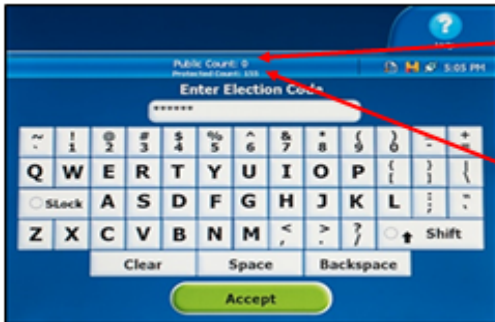 Help
Public Count: 0
Protected Count: 155
5:05 PM
Enter Election Code
******
~ ! @ # $ % ^ & * ( ) - +
` 1 2 3 4 5 6 7 8 9 0 =
Q W E R T Y U I O P { } |
[ ] \
SLock A S D F G H J K L : "
; '
Z X C V B N M < > ? Shift
, . /
Clear Space Backspace
Accept